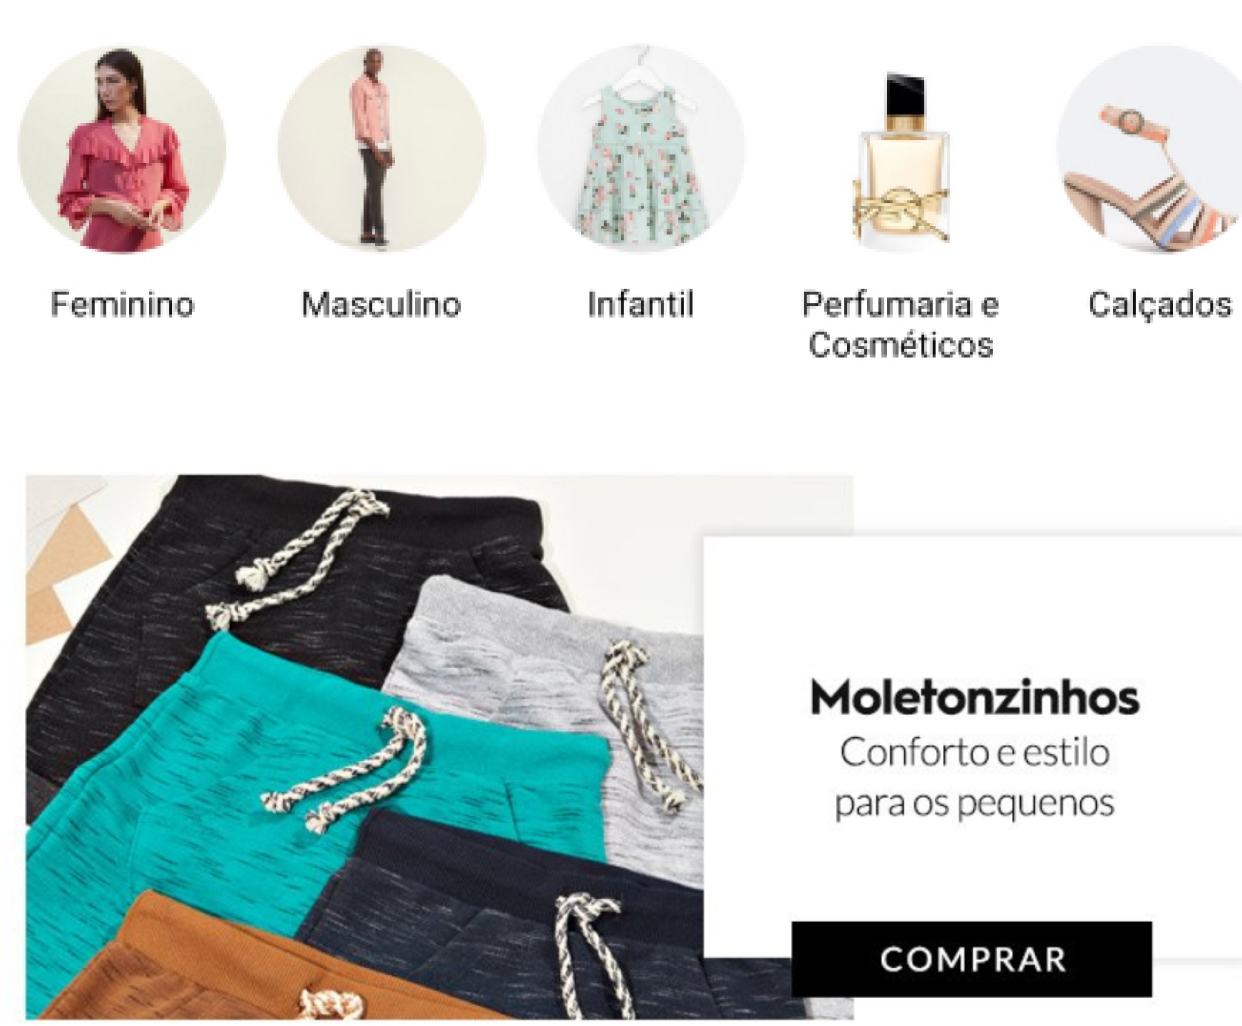 Feminino
Masculino
Infantil
Perfumaria e
Cosméticos
Calçados
Moletonzinhos
Conforto e estilo
para os pequenos
COMPRAR